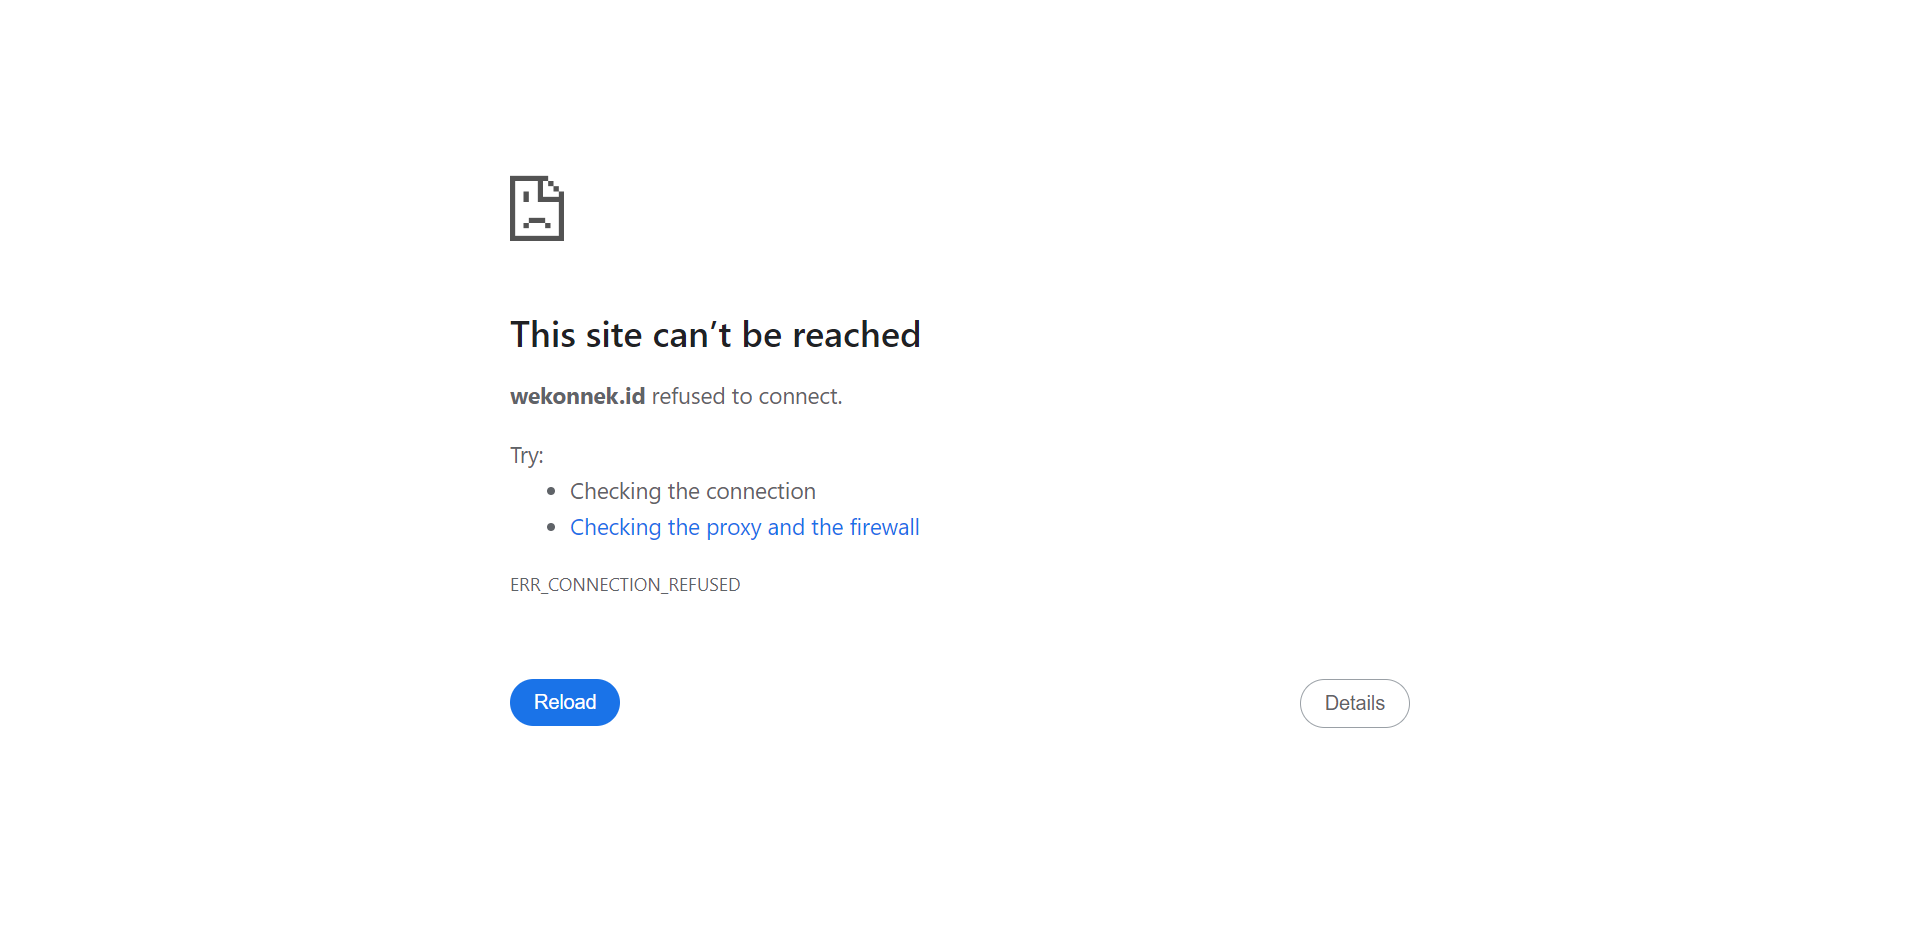 This site can’t be reached
wekonnek.id refused to connect.
Try:
Checking the connection
Checking the proxy and the firewall
ERR_CONNECTION_REFUSED
Reload
Details